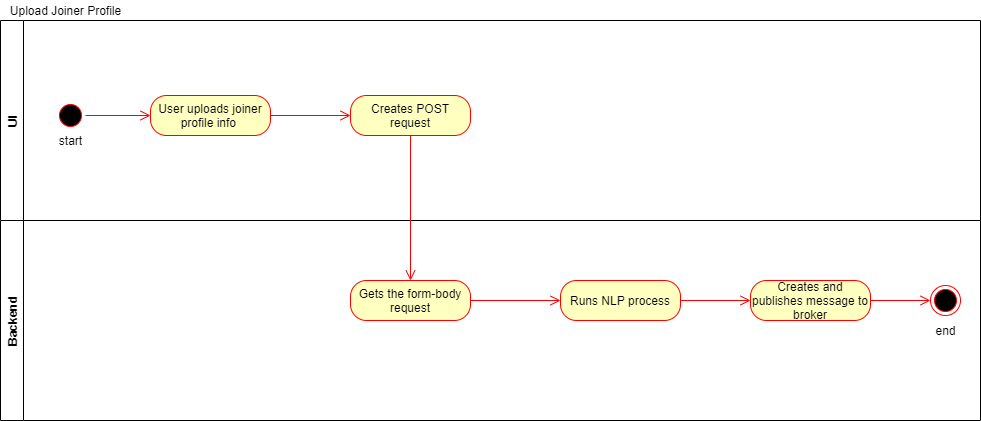 Upload Joiner Profile
UI
start
User uploads joiner
profile info
Creates POST
request
Backend
Gets the form-body
request
Runs NLP process
Creates and
publishes message to
broker
end